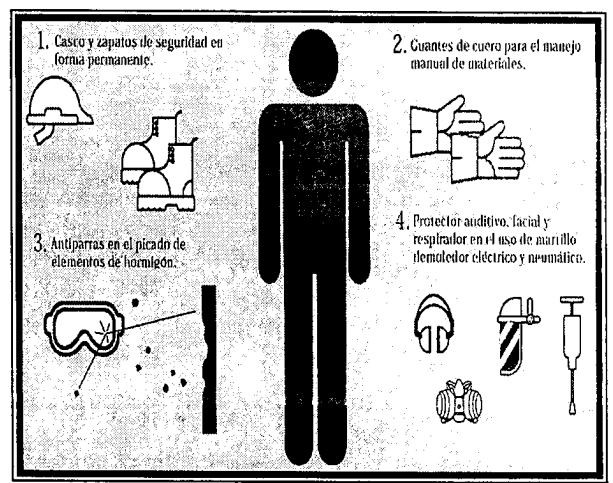 1. Casco y zapatos de seguridad en
forma permanente.
2. Guantes de cuero para el manejo
manual de materiales.
3. Antiparras en el picado de
elementos de hormigón.
4. Protector auditivo, facial y
respirador en el uso de martillo
demoledor eléctrico y neumático.